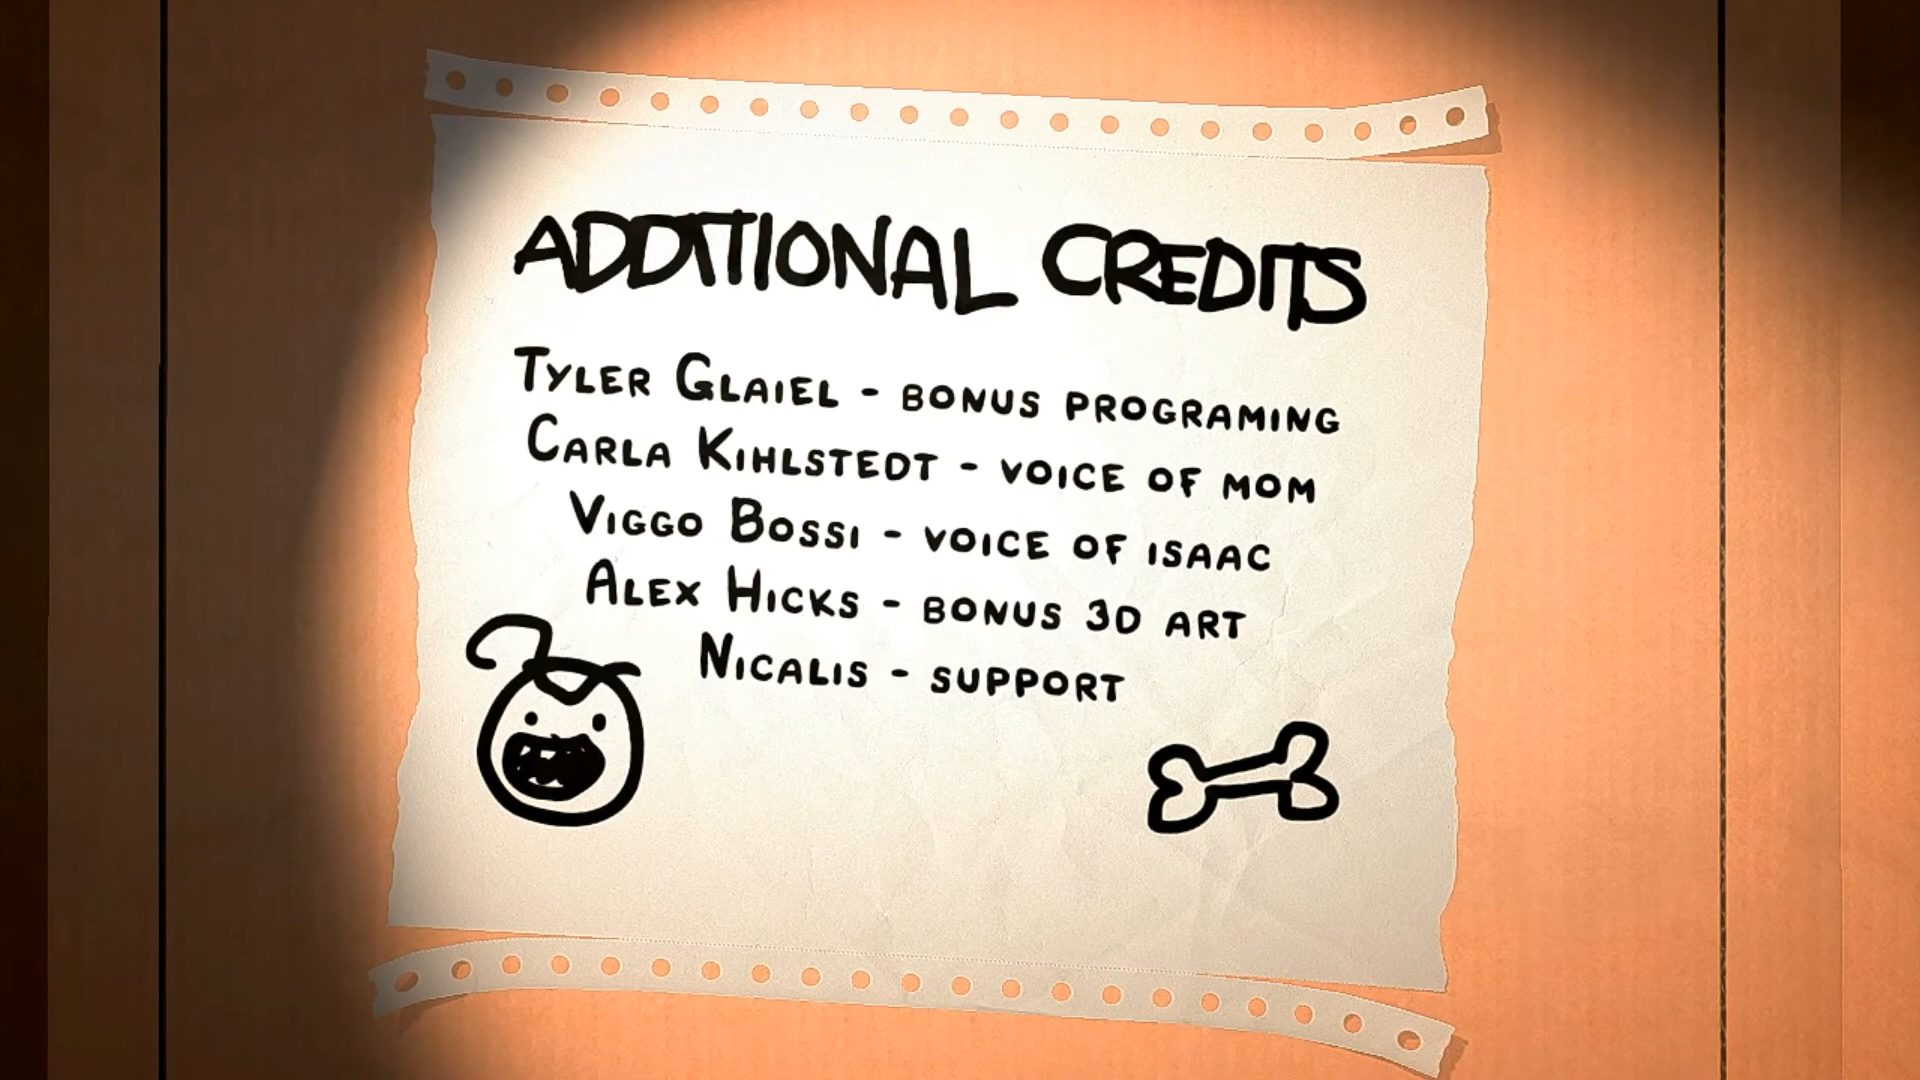 ADDITIONAL CREDITS
TYLER GLAIEL - BONUS PROGRAMING
CARLA KIHLSTEDT - VOICE OF MOM
VIGGO BOSSI - VOICE OF ISAAC
ALEX HICKS - BONUS 3D ART
NICALIS - SUPPORT